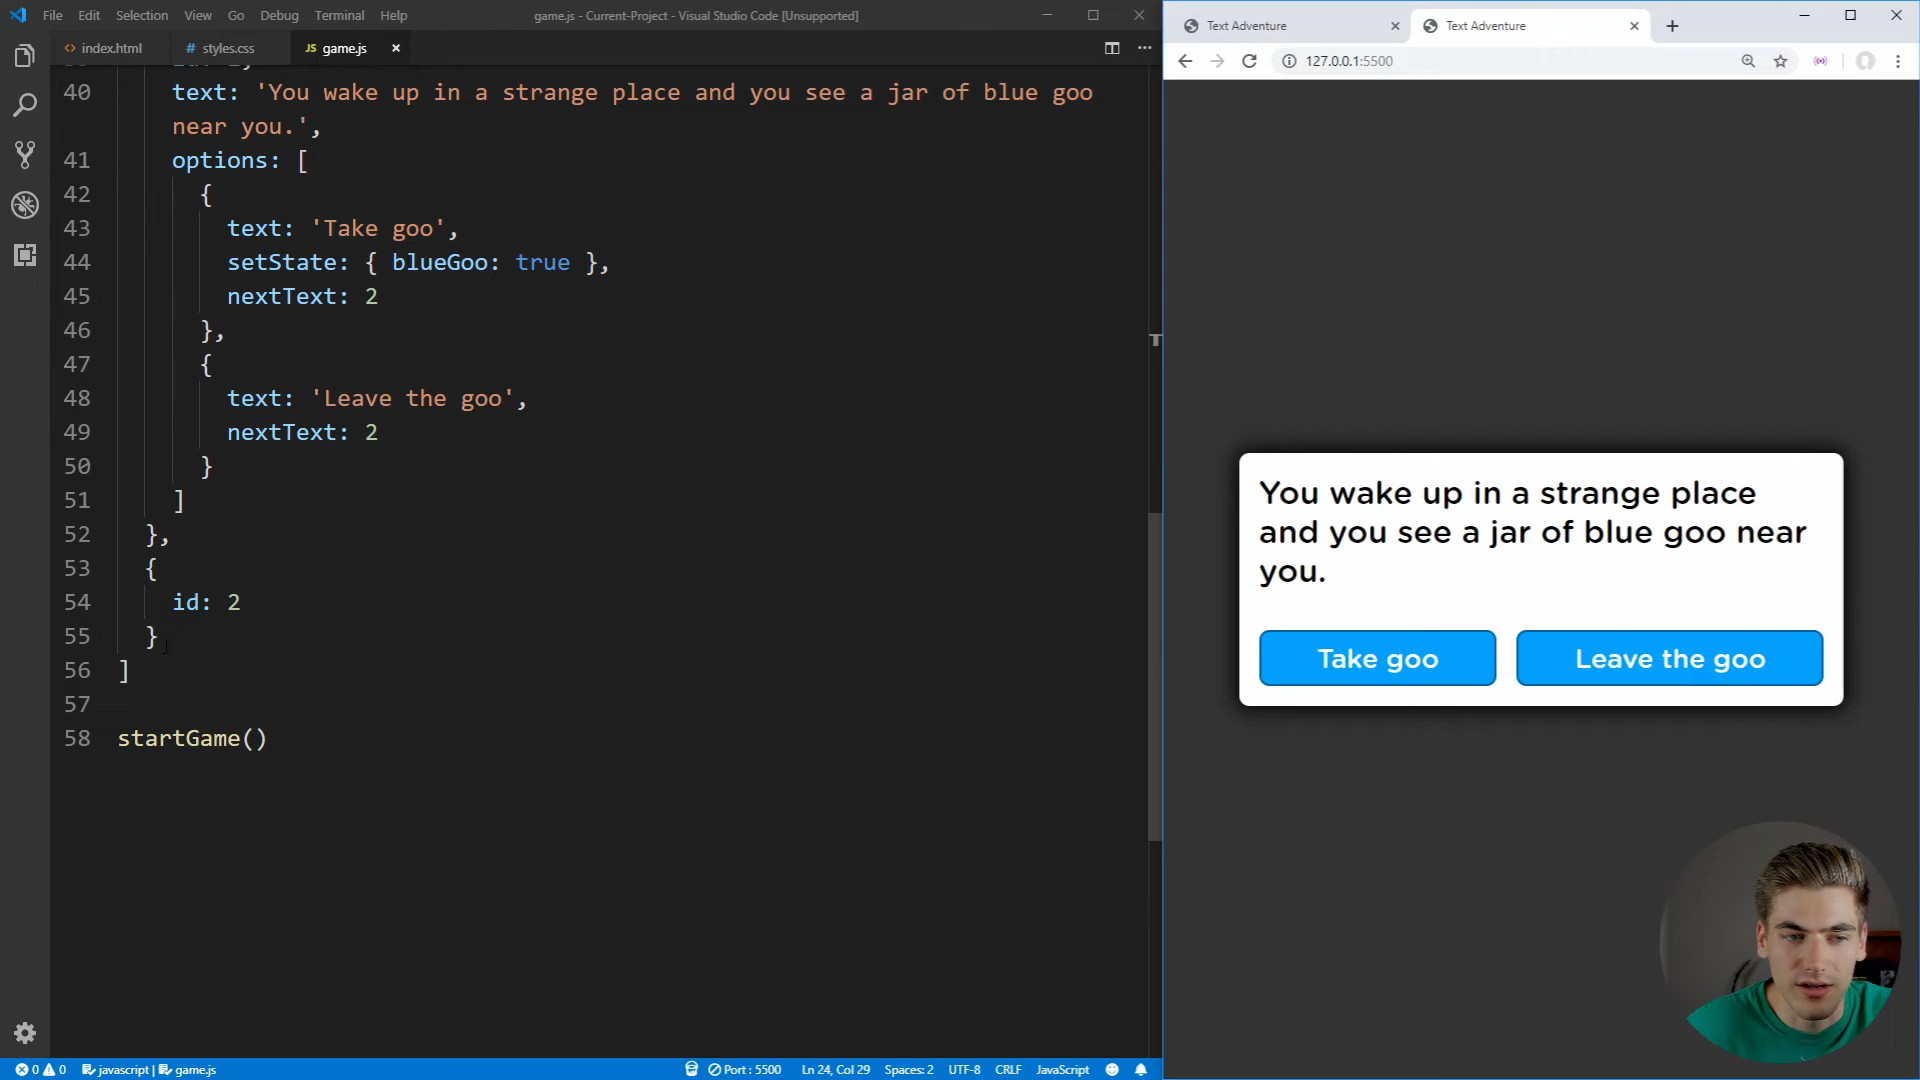 File Edit Selection View Go Debug Terminal Help
game.js - Current-Project - Visual Studio Code [Unsupported]
index.html
# styles.css
JS game.js
40 text: 'You wake up in a strange place and you see a jar of blue goo
near you.',
41 options: [
42 {
43 text: 'Take goo',
44 setState: { blueGoo: true },
45 nextText: 2
46 },
47 {
48 text: 'Leave the goo',
49 nextText: 2
50 }
51 ]
52 },
53 {
54 id: 2
55 }
56 ]
57
58 startGame()
0 0 javascript | game.js
Port : 5500 Ln 24, Col 29 Spaces: 2 UTF-8 CRLF JavaScript
Text Adventure
Text Adventure
127.0.0.1:5500
You wake up in a strange place
and you see a jar of blue goo near
you.
Take goo
Leave the goo